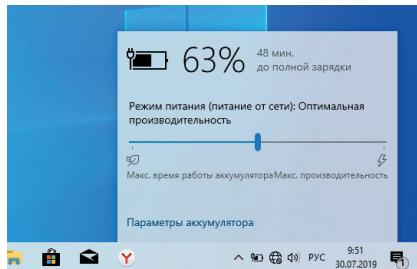 63%
48 мин.
до полной зарядки
Режим питания (питание от сети): Оптимальная
производительность
Макс. время работы аккумулятора Макс. производительность
Параметры аккумулятора
РУС
9:51
30.07.2019
1